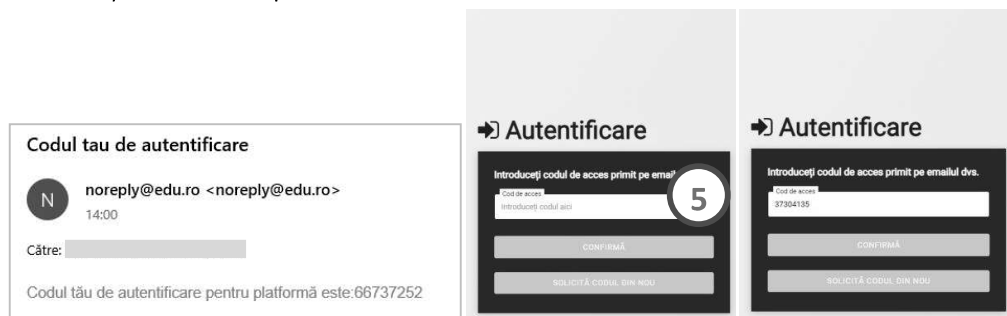 Codul tau de autentificare
N
noreply@edu.ro <noreply@edu.ro>
14:00
Către:
Codul tău de autentificare pentru platformă este:66737252
Autentificare
Introduceți codul de acces primit pe email
Cod de acces
Introduceți codul aici
5
CONFIRMĂ
SOLICITĂ CODUL DIN NOU
Autentificare
Introduceți codul de acces primit pe emailul dvs.
Cod de acces
37304135
CONFIRMĂ
SOLICITĂ CODUL DIN NOU